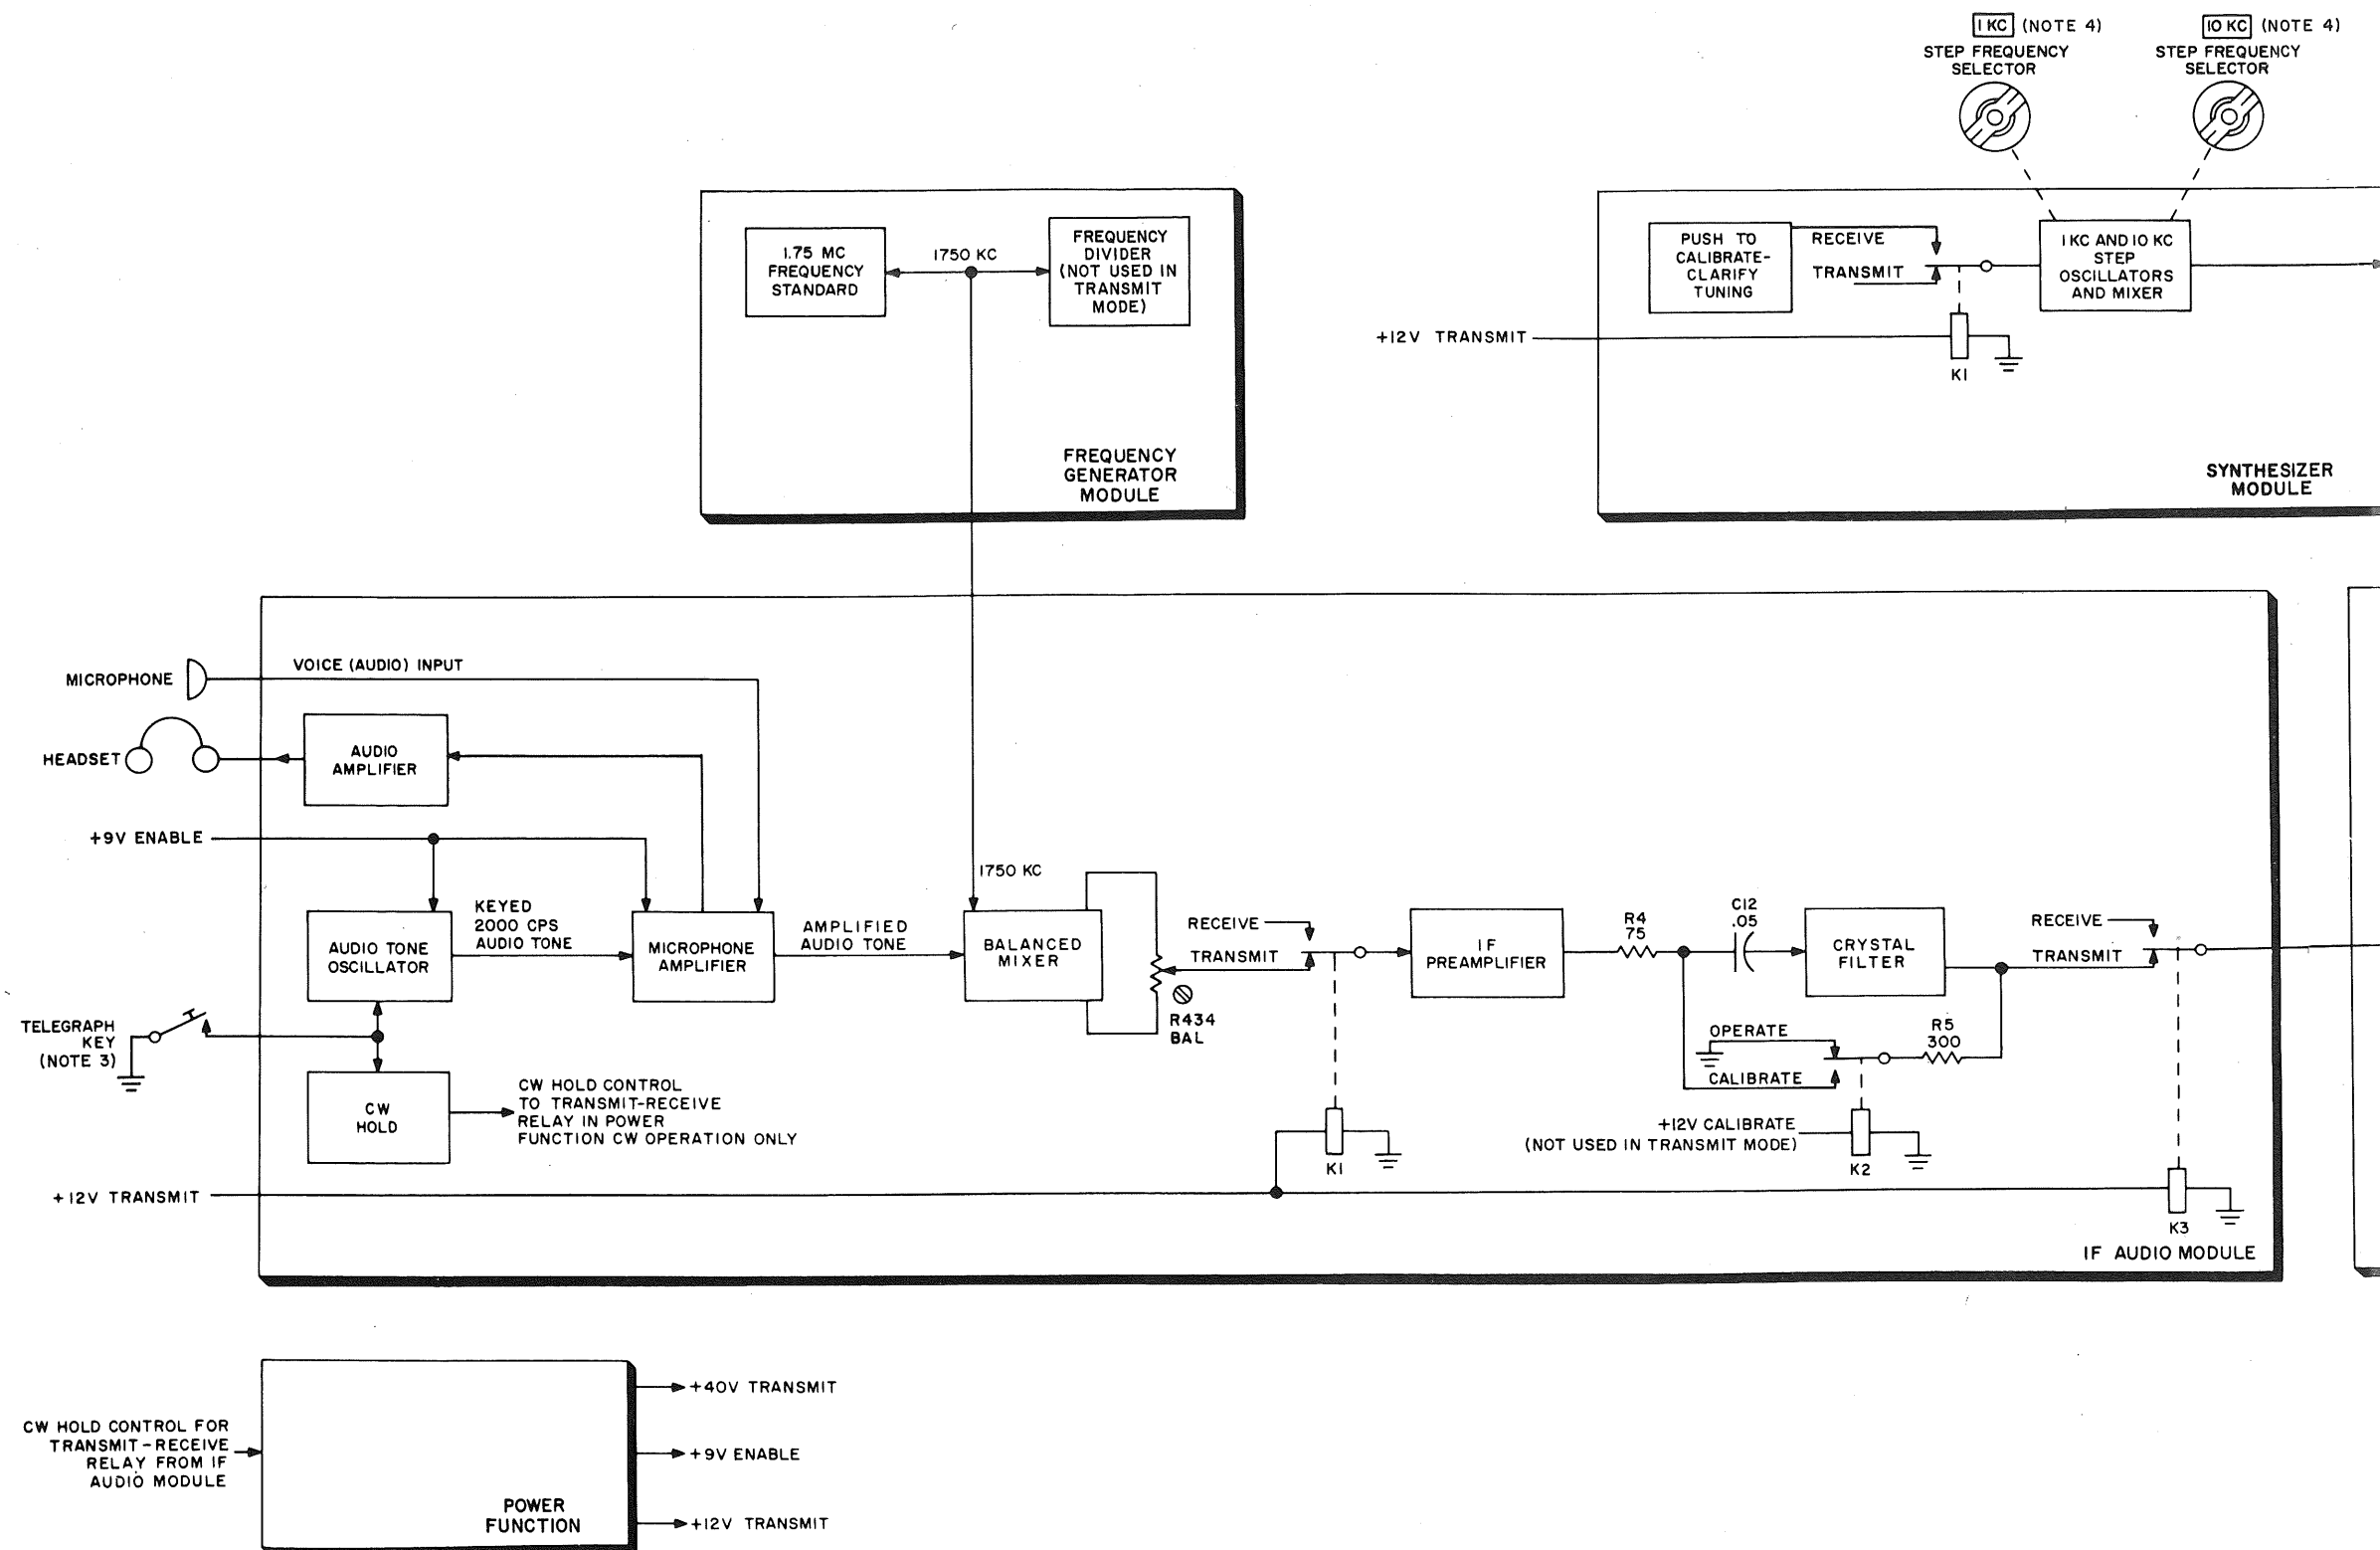 1 KC (NOTE 4)
STEP FREQUENCY
SELECTOR
10 KC (NOTE 4)
STEP FREQUENCY
SELECTOR
1.75 MC
FREQUENCY
STANDARD
1750 KC
FREQUENCY
DIVIDER
(NOT USED IN
TRANSMIT
MODE)
FREQUENCY
GENERATOR
MODULE
PUSH TO
CALIBRATE-
CLARIFY
TUNING
RECEIVE
TRANSMIT
1 KC AND 10 KC
STEP
OSCILLATORS
AND MIXER
+12V TRANSMIT
K1
SYNTHESIZER
MODULE
MICROPHONE
VOICE (AUDIO) INPUT
HEADSET
AUDIO
AMPLIFIER
+9V ENABLE
1750 KC
AUDIO TONE
OSCILLATOR
KEYED
2000 CPS
AUDIO TONE
MICROPHONE
AMPLIFIER
AMPLIFIED
AUDIO TONE
BALANCED
MIXER
R434
BAL
RECEIVE
TRANSMIT
IF
PREAMPLIFIER
R4
75
C12
.05
CRYSTAL
FILTER
RECEIVE
TRANSMIT
TELEGRAPH
KEY
(NOTE 3)
OPERATE
CALIBRATE
R5
300
CW
HOLD
CW HOLD CONTROL
TO TRANSMIT-RECEIVE
RELAY IN POWER
FUNCTION CW OPERATION ONLY
K1
+12V CALIBRATE
(NOT USED IN TRANSMIT MODE)
K2
+12V TRANSMIT
K3
IF AUDIO MODULE
CW HOLD CONTROL FOR
TRANSMIT-RECEIVE
RELAY FROM IF
AUDIO MODULE
+40V TRANSMIT
+9V ENABLE
+12V TRANSMIT
POWER
FUNCTION